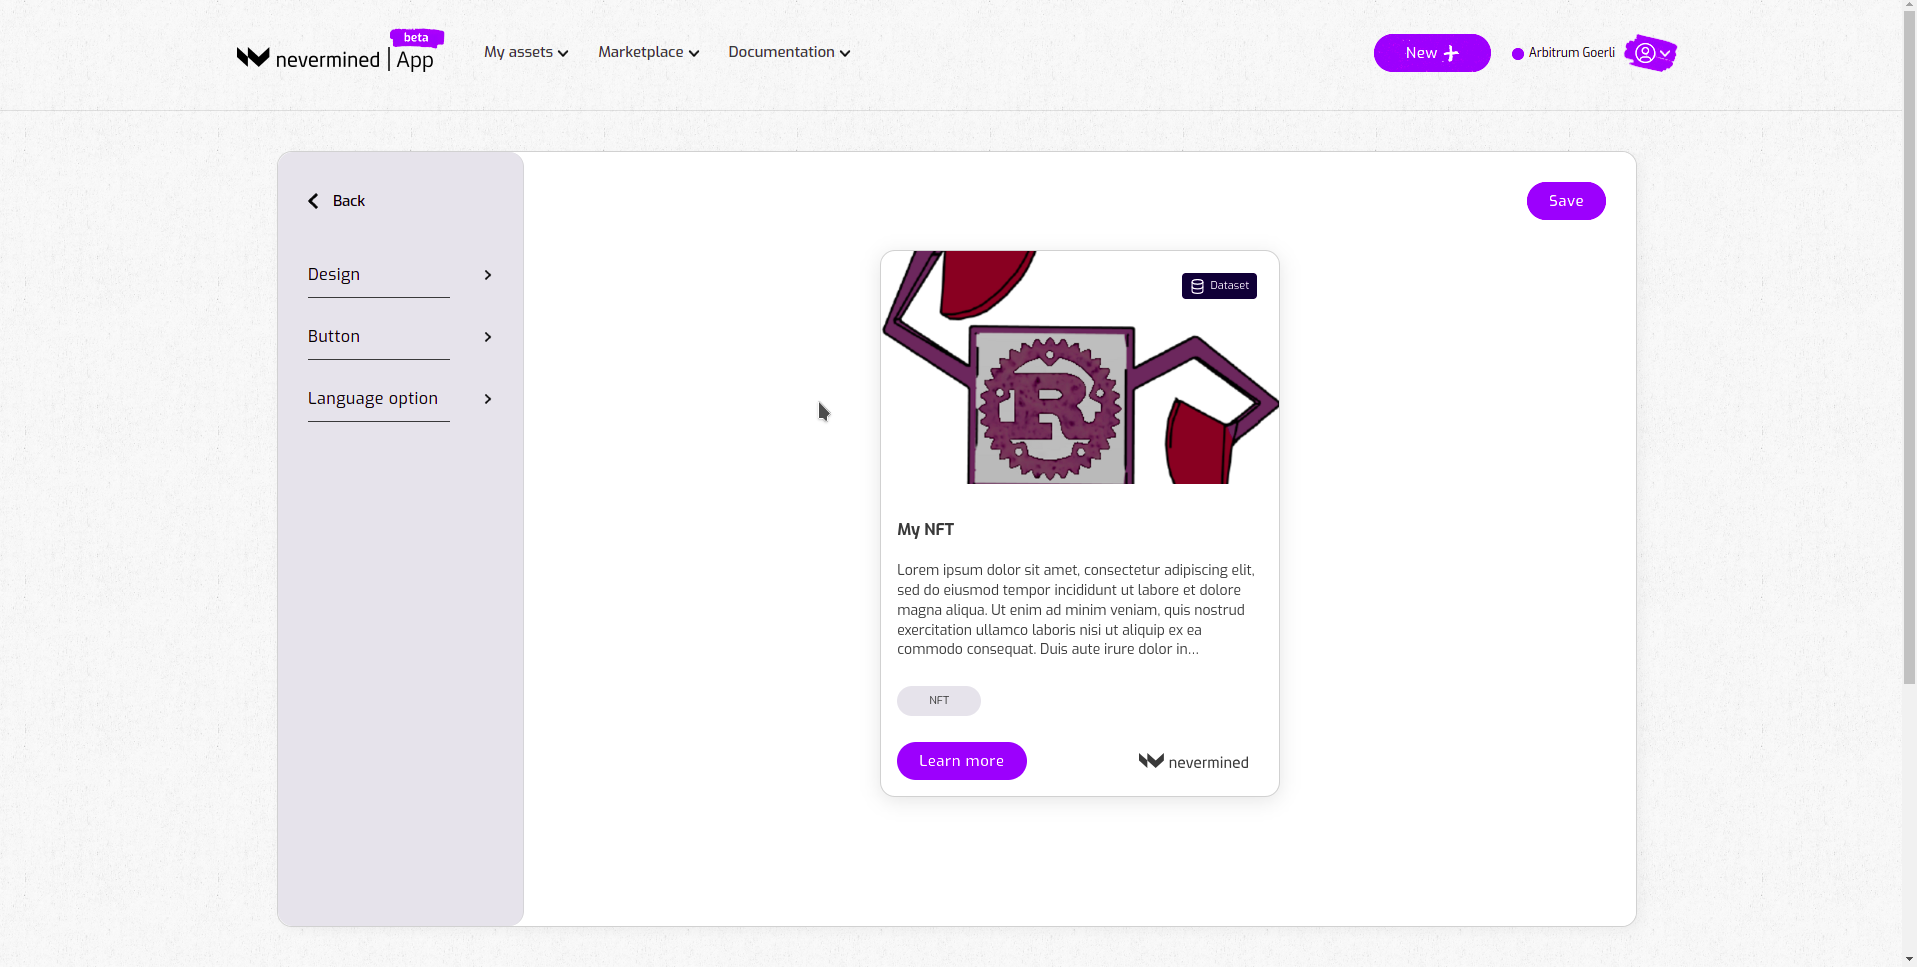 beta
nevermined | App
My assets
Marketplace
Documentation
New
Arbitrum Goerli
Back
Design
Button
Language option
Save
Dataset
R
My NFT
Lorem ipsum dolor sit amet, consectetur adipiscing elit,
sed do eiusmod tempor incididunt ut labore et dolore
magna aliqua. Ut enim ad minim veniam, quis nostrud
exercitation ullamco laboris nisi ut aliquip ex ea
commodo consequat. Duis aute irure dolor in...
NFT
Learn more
nevermined